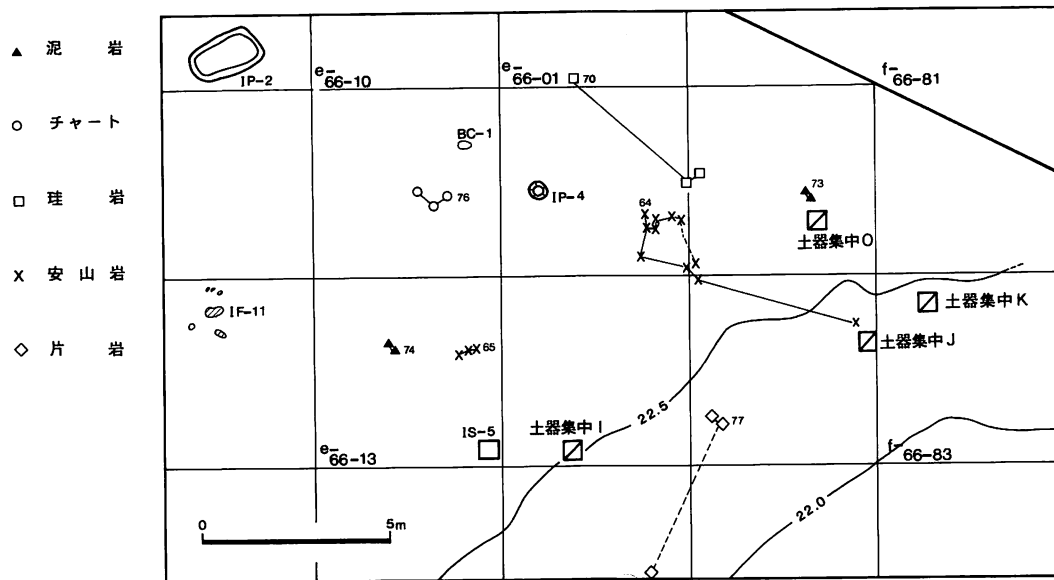 泥岩
チャート
珪岩
安山岩
片岩
IP-2
e-66-10
e-66-01
70
f-66-81
BC-1
76
IP-4
64
73
土器集中O
IF-11
土器集中K
土器集中J
74
65
22.5
77
IS-5
土器集中I
e-66-13
f-66-83
22.0
0
5m